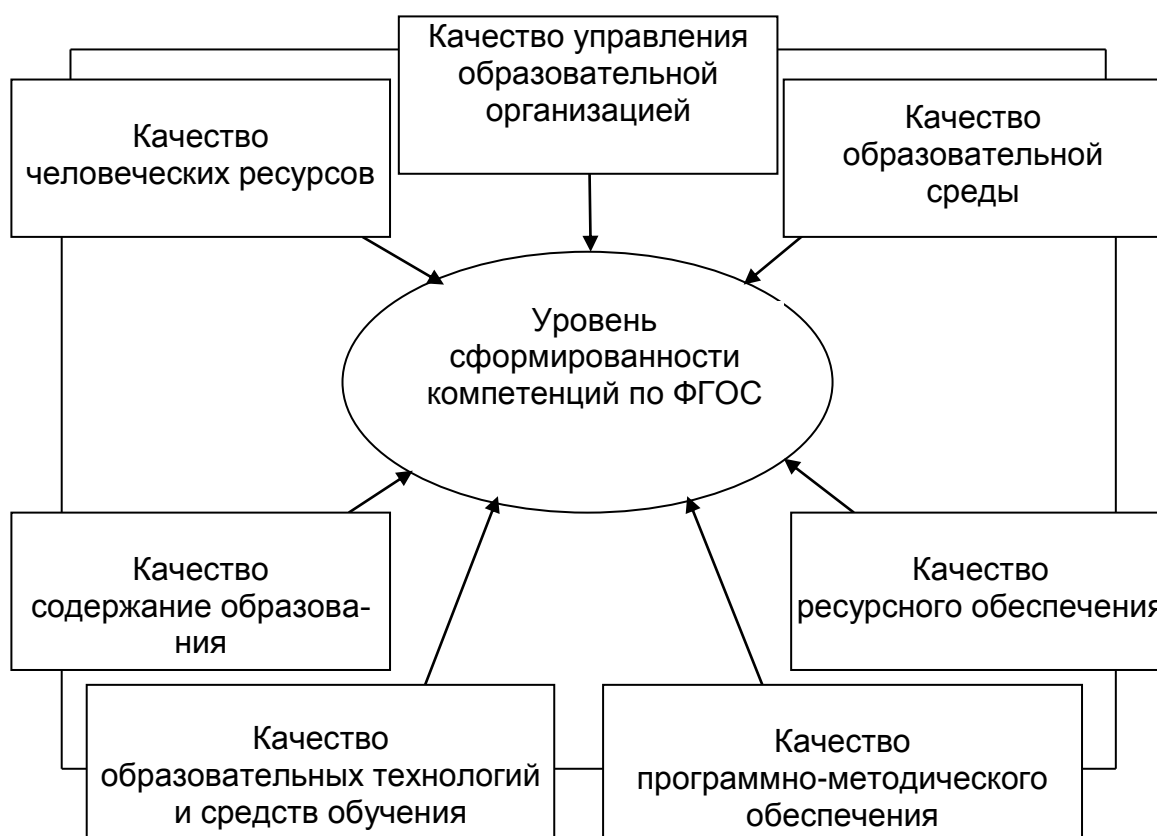 Качество управления
образовательной
организацией
Качество
человеческих ресурсов
Качество
образовательной
среды
Уровень
сформированности
компетенций по ФГОС
Качество
содержание образова-
ния
Качество
ресурсного обеспечения
Качество
образовательных технологий
и средств обучения
Качество
программно-методического
обеспечения